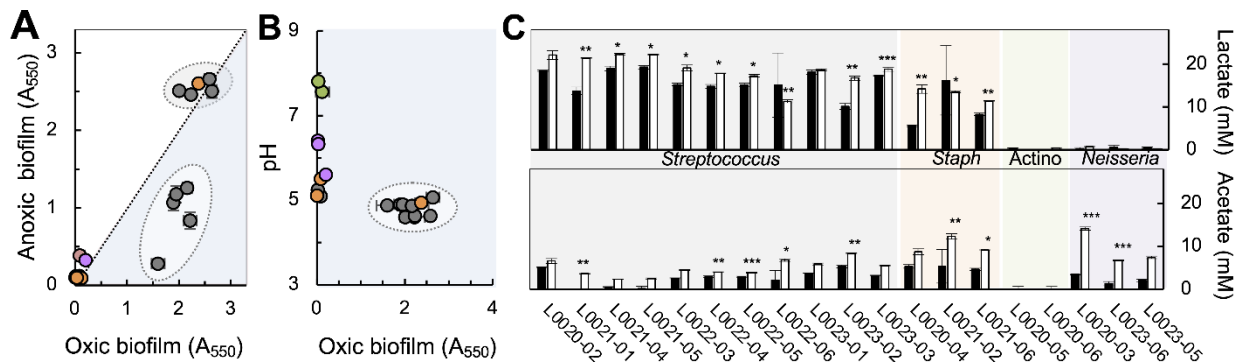 A
Anoxic biofilm (A550)
3
2
1
0
0 1 2 3
Oxic biofilm (A550)
B
pH
9
7
5
3
0 2 4
Oxic biofilm (A550)
C
** * * * * * ** ** *** ** * **
20
10
0
Lactate (mM)
Streptococcus Staph Actino Neisseria
** ** *** * ** ** * *** ***
20
10
0
Acetate (mM)
L0020-02
L0021-01
L0021-04
L0021-05
L0022-03
L0022-04
L0022-05
L0022-06
L0023-01
L0023-02
L0023-03
L0020-04
L0021-02
L0021-06
L0020-05
L0020-06
L0020-03
L0023-06
L0023-05